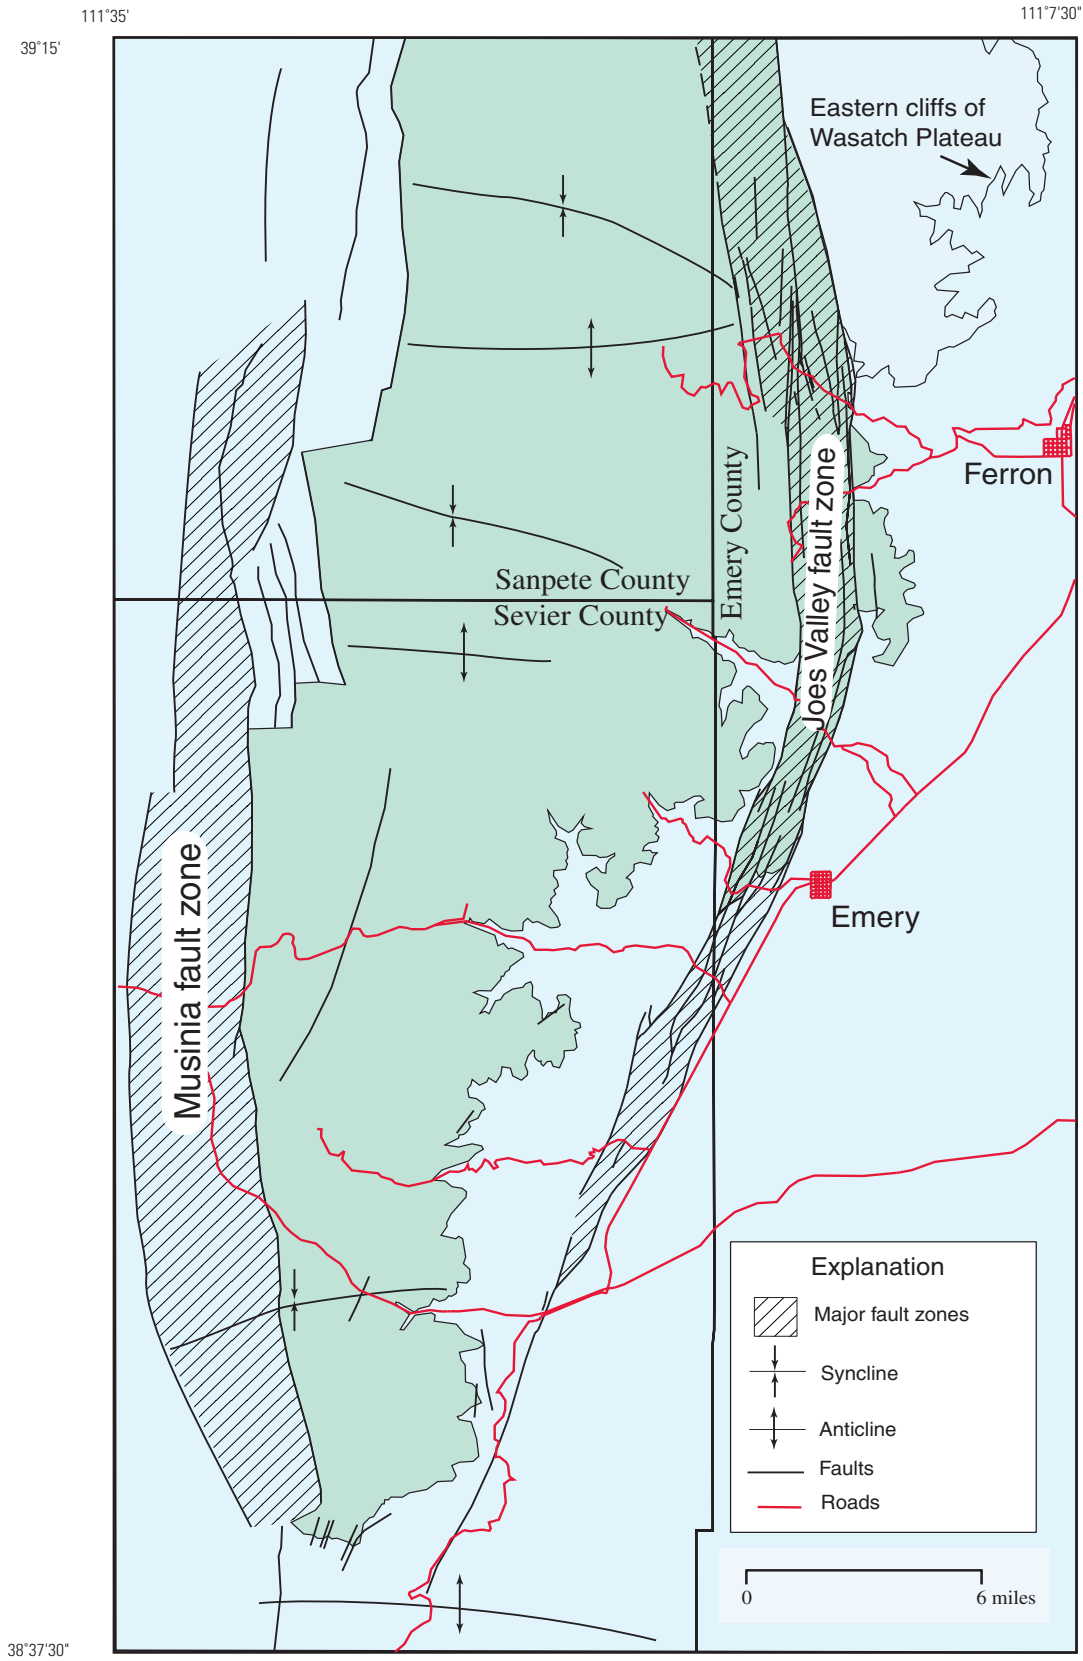 111°35'
111°7'30"
39°15'
Eastern cliffs of
Wasatch Plateau
Ferron
Emery County
Joes Valley fault zone
Sanpete County
Sevier County
Musinia fault zone
Emery
Explanation
Major fault zones
Syncline
Anticline
Faults
Roads
0
6 miles
38°37'30"